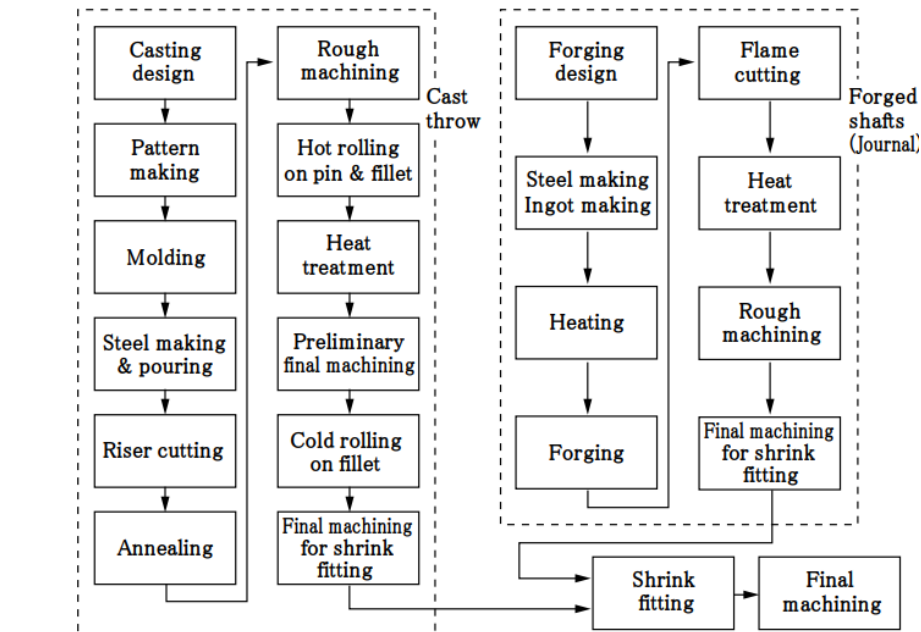 Casting
design
Pattern
making
Molding
Steel making
& pouring
Riser cutting
Annealing
Rough
machining
Hot rolling
on pin & fillet
Heat
treatment
Preliminary
final machining
Cold rolling
on fillet
Final machining
for shrink
fitting
Cast
throw
Forging
design
Steel making
Ingot making
Heating
Forging
Flame
cutting
Heat
treatment
Rough
machining
Final machining
for shrink
fitting
Forged
shafts
(Journal)
Shrink
fitting
Final
machining